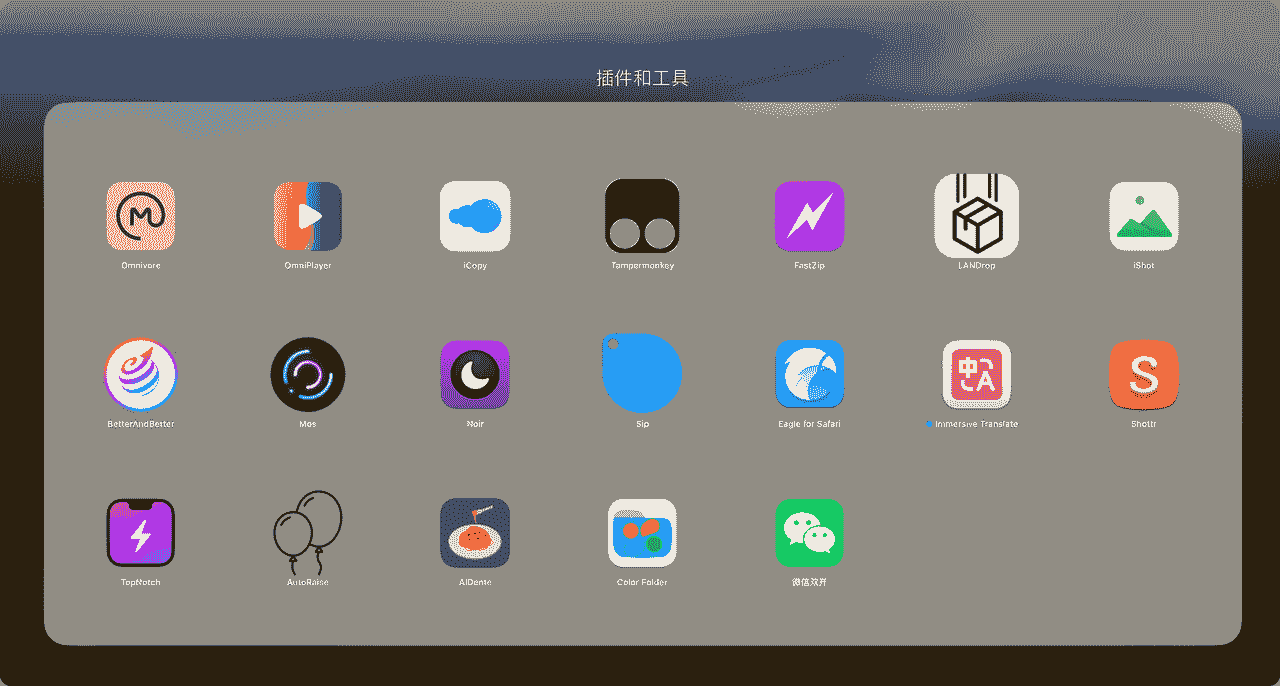 插件和工具
Omnivore
OmniPlayer
iCopy
Tampermonkey
FastZip
LANDrop
iShot
BetterAndBetter
Mos
Noir
Sip
Eagle for Safari
中 A
Immersive Translate
S
Shottr
TopNotch
AutoRaise
AlDente
Color Folder
微信双开